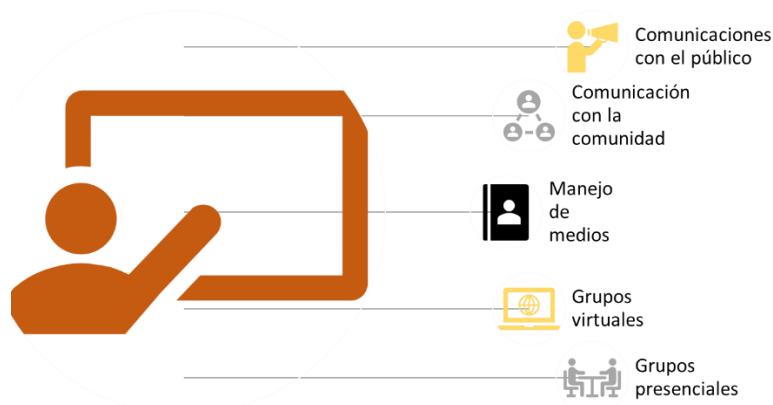 Comunicaciones
con el público
Comunicación
con la
comunidad
Manejo
de
medios
Grupos
virtuales
Grupos
presenciales